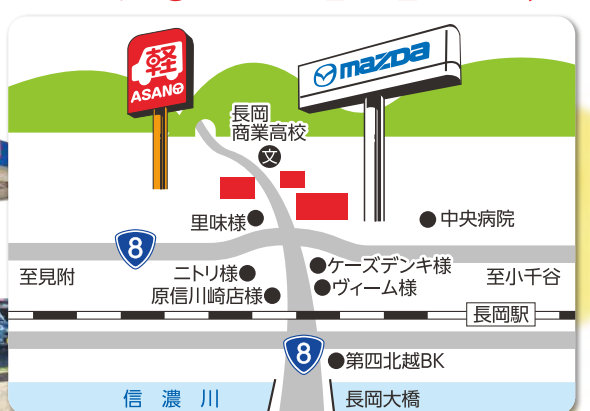 軽
ASANO
mazDa
長岡
商業高校
文
里味様
中央病院
8
至見附
ニトリ様
原信川崎店様
ケーズデンキ様
ヴィーム様
至小千谷
長岡駅
8
第四北越BK
信濃川
長岡大橋